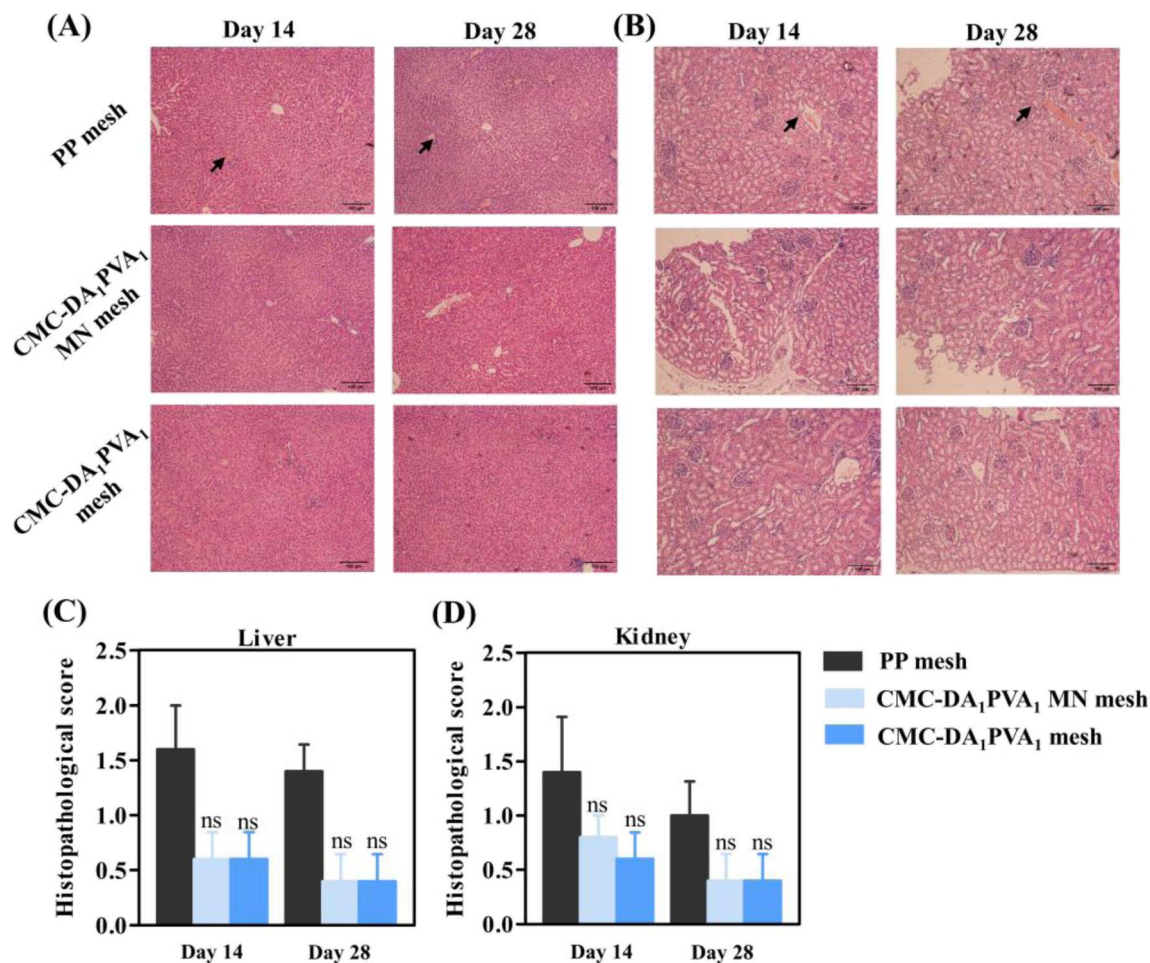 (A)
Day 14
Day 28
(B)
Day 14
Day 28
PP mesh
CMC-DA₁PVA₁
MN mesh
CMC-DA₁PVA₁
mesh
(C)
Liver
Histopathological score
2.5
2.0
1.5
1.0
0.5
0.0
ns
ns
ns
ns
Day 14
Day 28
(D)
Kidney
Histopathological score
2.5
2.0
1.5
1.0
0.5
0.0
ns
ns
ns
ns
Day 14
Day 28
PP mesh
CMC-DA₁PVA₁ MN mesh
CMC-DA₁PVA₁ mesh